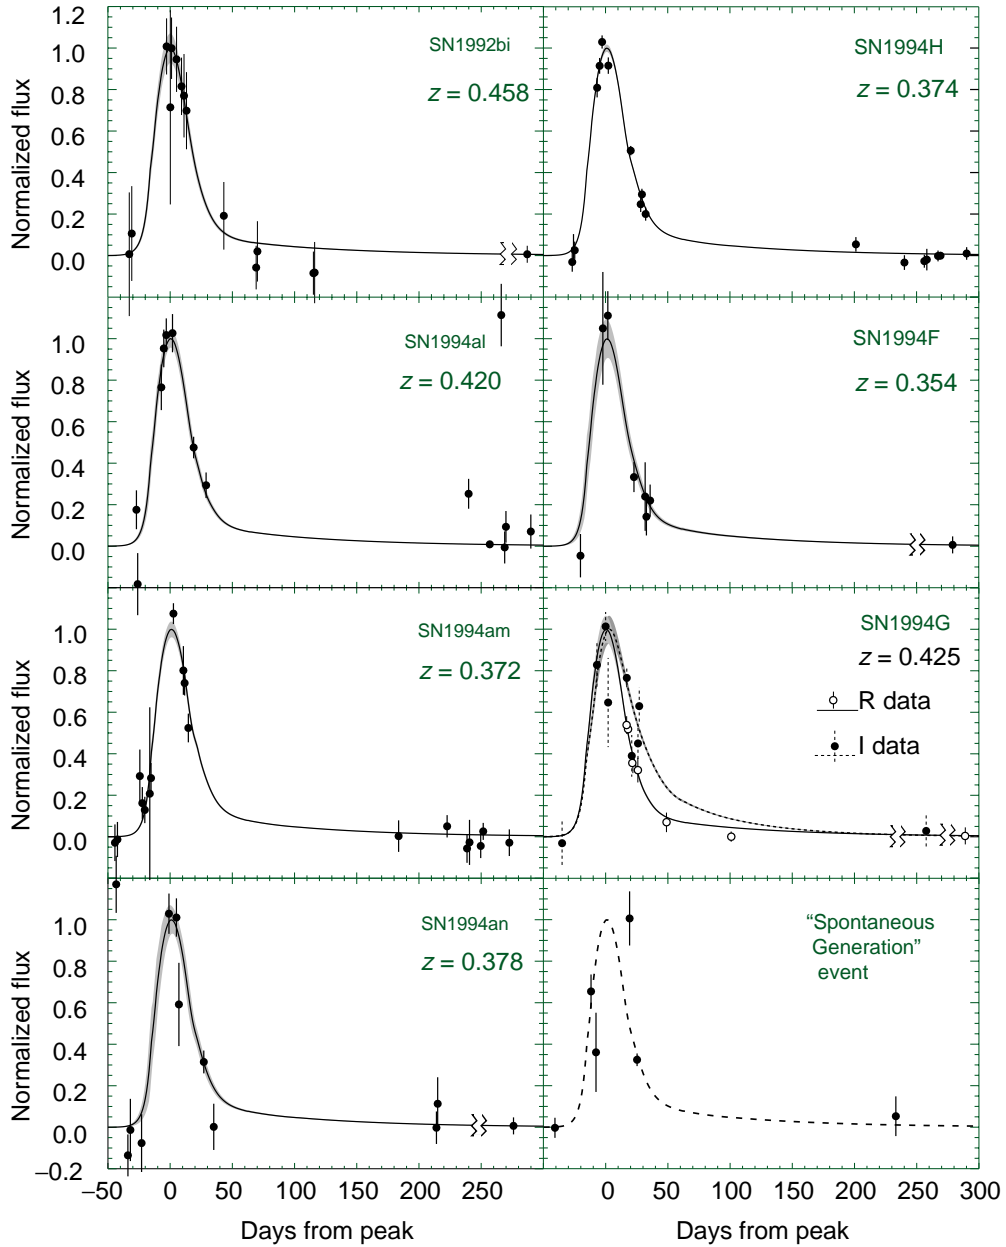 1.2
1.0
0.8
0.6
0.4
0.2
0.0
Normalized flux
SN1992bi
z = 0.458
SN1994H
z = 0.374
1.0
0.8
0.6
0.4
0.2
0.0
Normalized flux
SN1994al
z = 0.420
SN1994F
z = 0.354
1.0
0.8
0.6
0.4
0.2
0.0
Normalized flux
SN1994am
z = 0.372
SN1994G
z = 0.425
R data
I data
1.0
0.8
0.6
0.4
0.2
0.0
−0.2
Normalized flux
SN1994an
z = 0.378
“Spontaneous
Generation”
event
−50 0 50 100 150 200 250
0 50 100 150 200 250 300
Days from peak
Days from peak